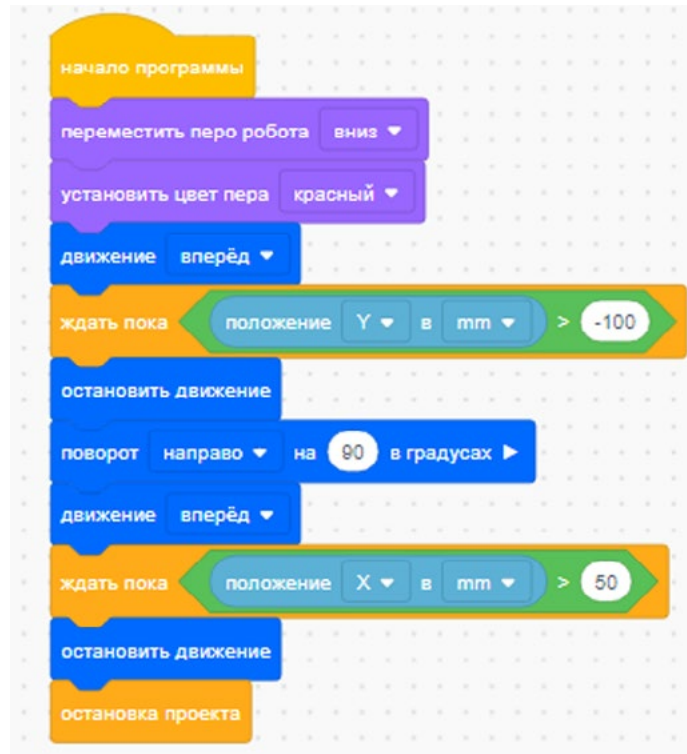 начало программы
переместить перо робота вниз
установить цвет пера красный
движение вперёд
ждать пока положение Y в mm > -100
остановить движение
поворот направо на 90 в градусах
движение вперёд
ждать пока положение X в mm > 50
остановить движение
остановка проекта